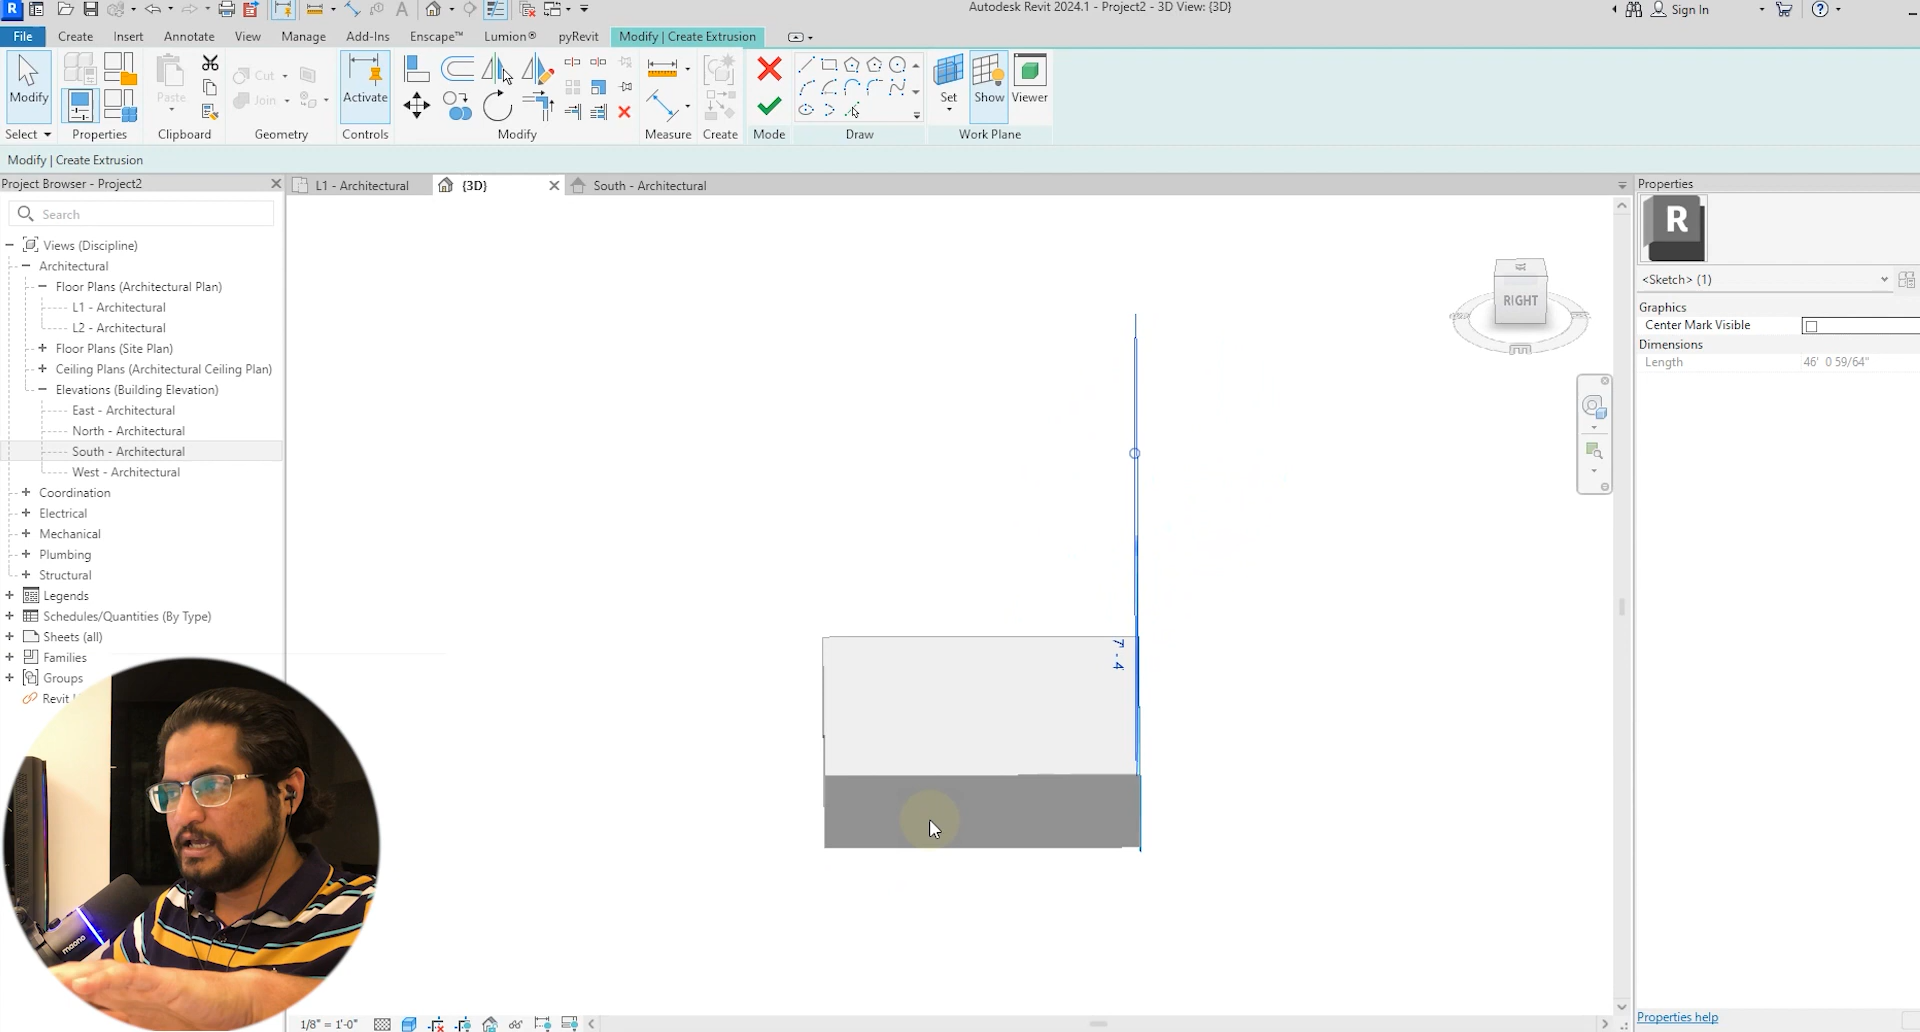 R
Autodesk Revit 2024.1 - Project2 - 3D View: {3D}
Sign In
File
Create
Insert
Annotate
View
Manage
Add-Ins
Enscape™
Lumion®
pyRevit
Modify | Create Extrusion
Modify
Paste
Cut
Join
Activate
Set
Show
Viewer
Select
Properties
Clipboard
Geometry
Controls
Modify
Measure
Create
Mode
Draw
Work Plane
Modify | Create Extrusion
Project Browser - Project2
L1 - Architectural
{3D}
South - Architectural
Properties
Search
R
Views (Discipline)
Architectural
Floor Plans (Architectural Plan)
L1 - Architectural
L2 - Architectural
Floor Plans (Site Plan)
Ceiling Plans (Architectural Ceiling Plan)
Elevations (Building Elevation)
East - Architectural
North - Architectural
South - Architectural
West - Architectural
Coordination
Electrical
Mechanical
Plumbing
Structural
Legends
Schedules/Quantities (By Type)
Sheets (all)
Families
Groups
Revit
RIGHT
<Sketch> (1)
Graphics
Center Mark Visible
Dimensions
Length
46' 0 59/64"
7 - 4
maono
1/8" = 1'-0"
Properties help